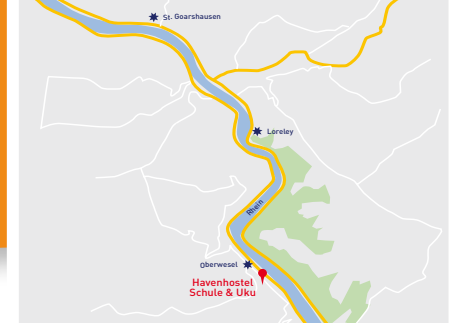 St. Goarshausen
Loreley
Rhein
Oberwesel
Havenhostel
Schule & Uku